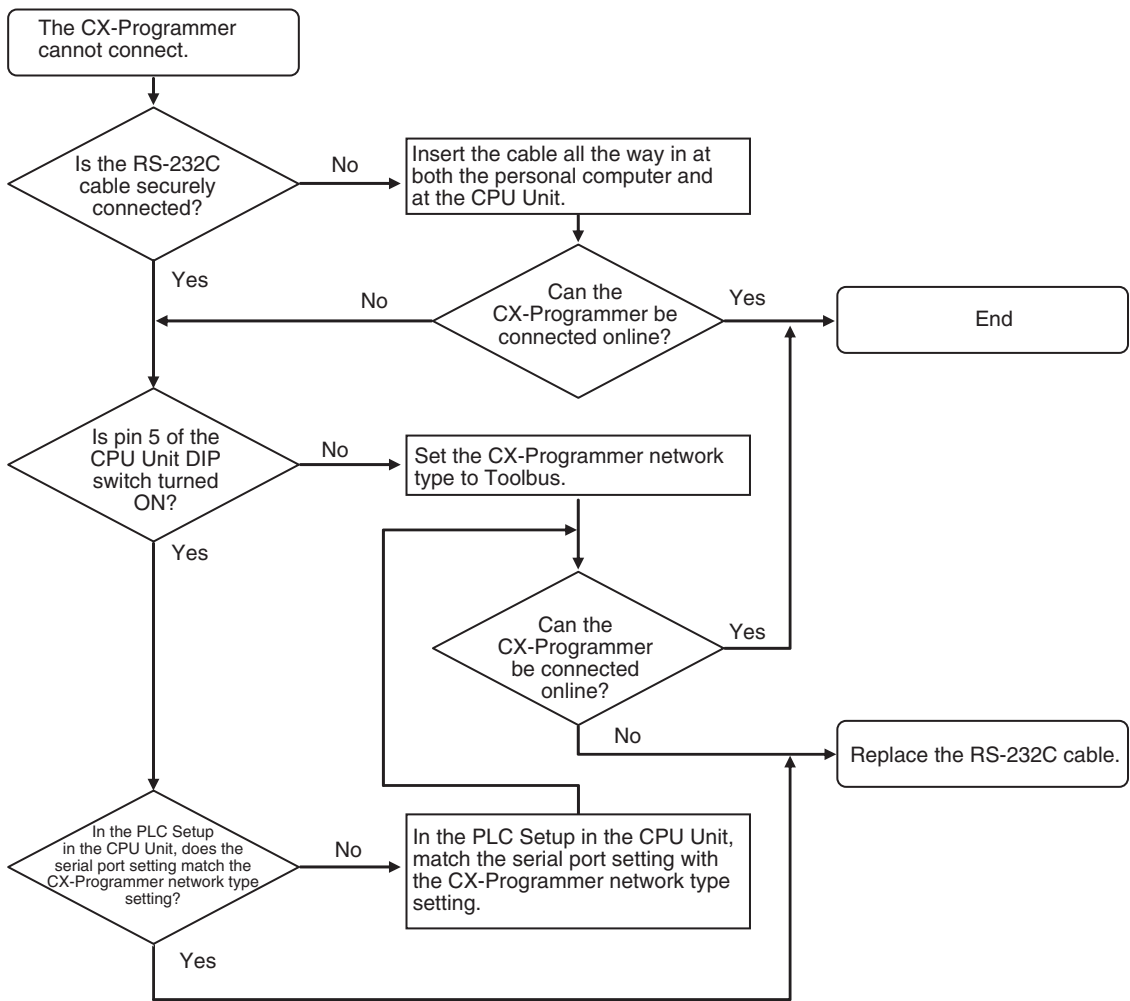 The CX-Programmer
cannot connect.
Is the RS-232C
cable securely
connected?
No
Insert the cable all the way in at
both the personal computer and
at the CPU Unit.
Yes
No
Can the
CX-Programmer be
connected online?
Yes
End
Is pin 5 of the
CPU Unit DIP
switch turned
ON?
No
Set the CX-Programmer network
type to Toolbus.
Yes
Can the
CX-Programmer
be connected
online?
Yes
No
Replace the RS-232C cable.
In the PLC Setup
in the CPU Unit, does the
serial port setting match the
CX-Programmer network type
setting?
No
In the PLC Setup in the CPU Unit,
match the serial port setting with
the CX-Programmer network type
setting.
Yes